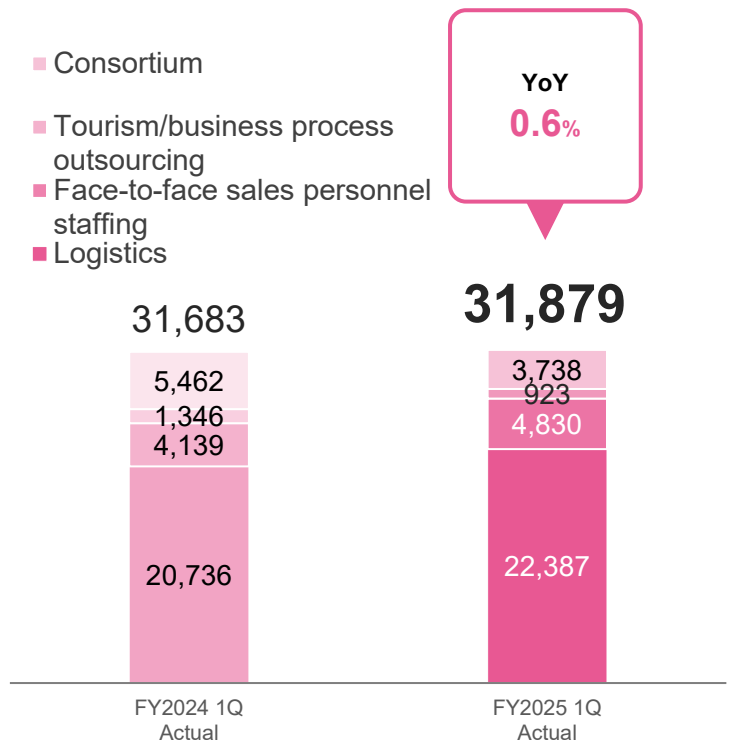 Consortium
Tourism/business process
outsourcing
Face-to-face sales personnel
staffing
Logistics
YoY
0.6%
31,683
5,462
1,346
4,139
20,736
FY2024 1Q
Actual
31,879
3,738
923
4,830
22,387
FY2025 1Q
Actual